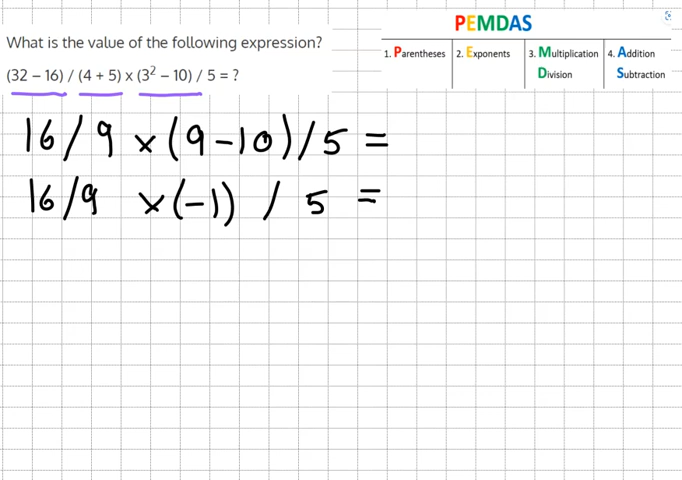 PEMDAS
What is the value of the following expression?
(32 – 16) / (4 + 5) x (3² – 10) / 5 = ?
1. Parentheses 2. Exponents 3. Multiplication 4. Addition
Division Subtraction
16 / 9 x (9 – 10) / 5 =
16 / 9 x (–1) / 5 =